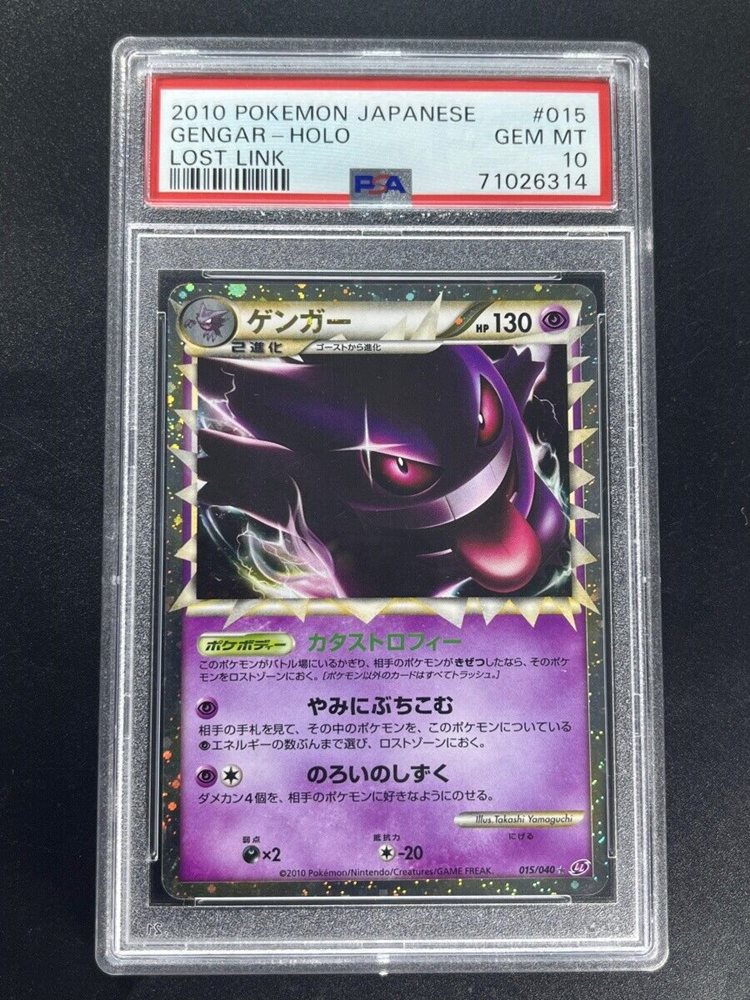 2010 POKEMON JAPANESE #015
GENGAR – HOLO GEM MT
LOST LINK 10
PSA 71026314
ゲンガー HP 130
2進化 ゴーストから進化
ポケボディー カタストロフィー
このポケモンがバトル場にいるかぎり、相手のポケモンがきぜつしたなら、そのポケ
モンをロストゾーンにおく。[ポケモン以外のカードはすべてトラッシュ。]
やみにぶちこむ
相手の手札を見て、その中のポケモンを、このポケモンについている
エネルギーの数ぶんまで選び、ロストゾーンにおく。
のろいのしずく
ダメカン4個を、相手のポケモンに好きなようにのせる。
Illus. Takashi Yamaguchi
弱点 抵抗力 にげる
×2 -20
©2010 Pokémon/Nintendo/Creatures/GAME FREAK. 015/040 LL